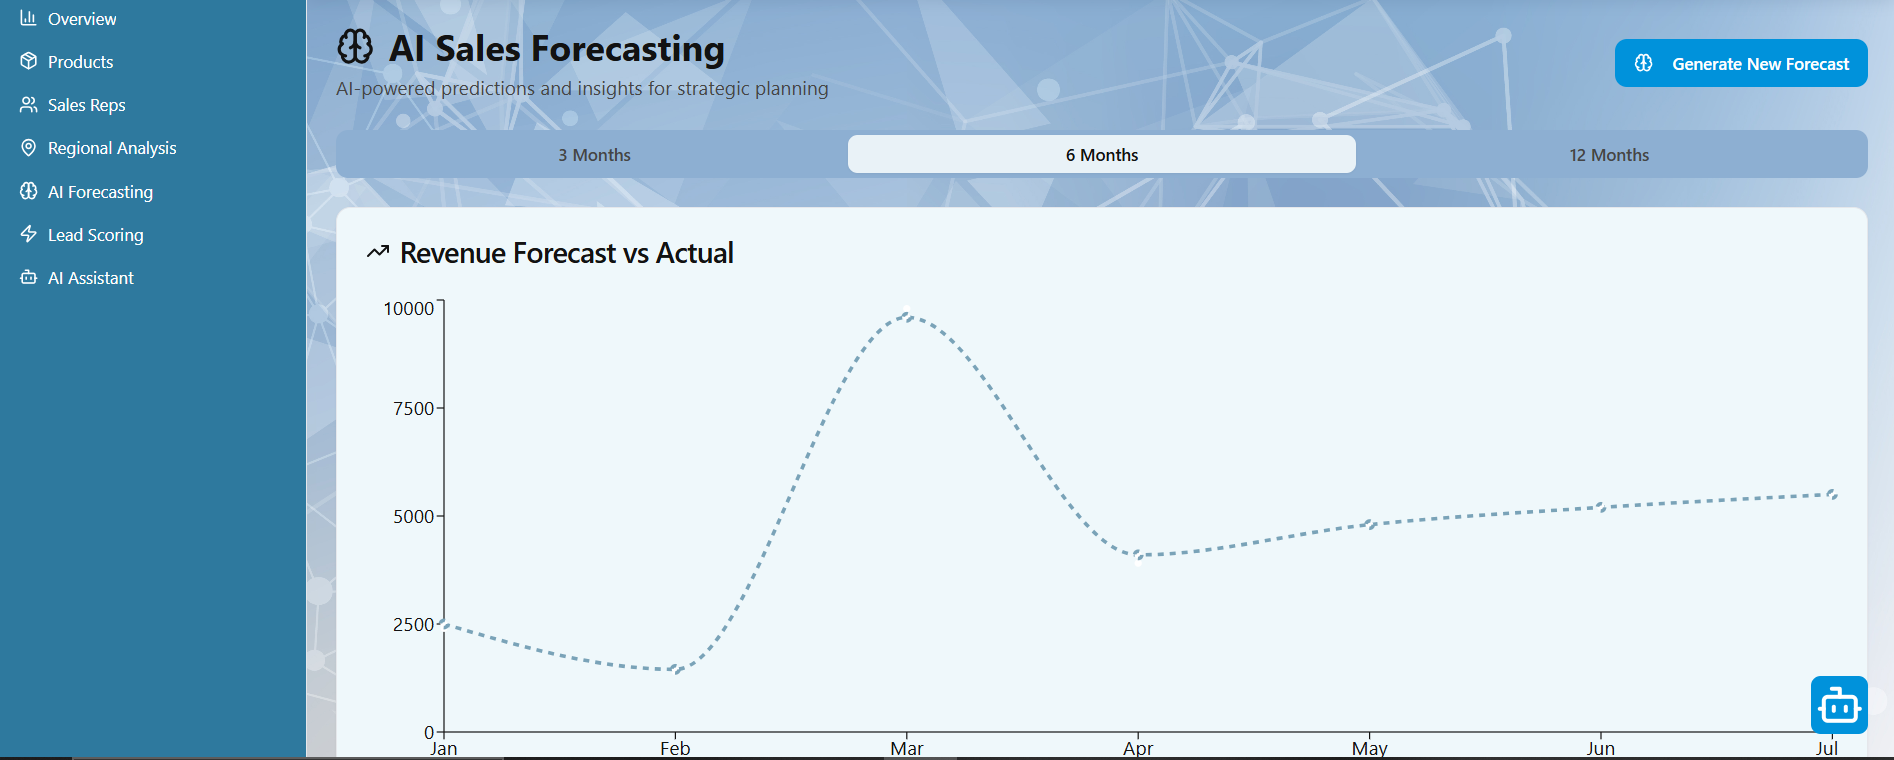 Overview
Products
Sales Reps
Regional Analysis
AI Forecasting
Lead Scoring
AI Assistant
AI Sales Forecasting
AI-powered predictions and insights for strategic planning
Generate New Forecast
3 Months
6 Months
12 Months
Revenue Forecast vs Actual
10000
7500
5000
2500
0
Jan
Feb
Mar
Apr
May
Jun
Jul